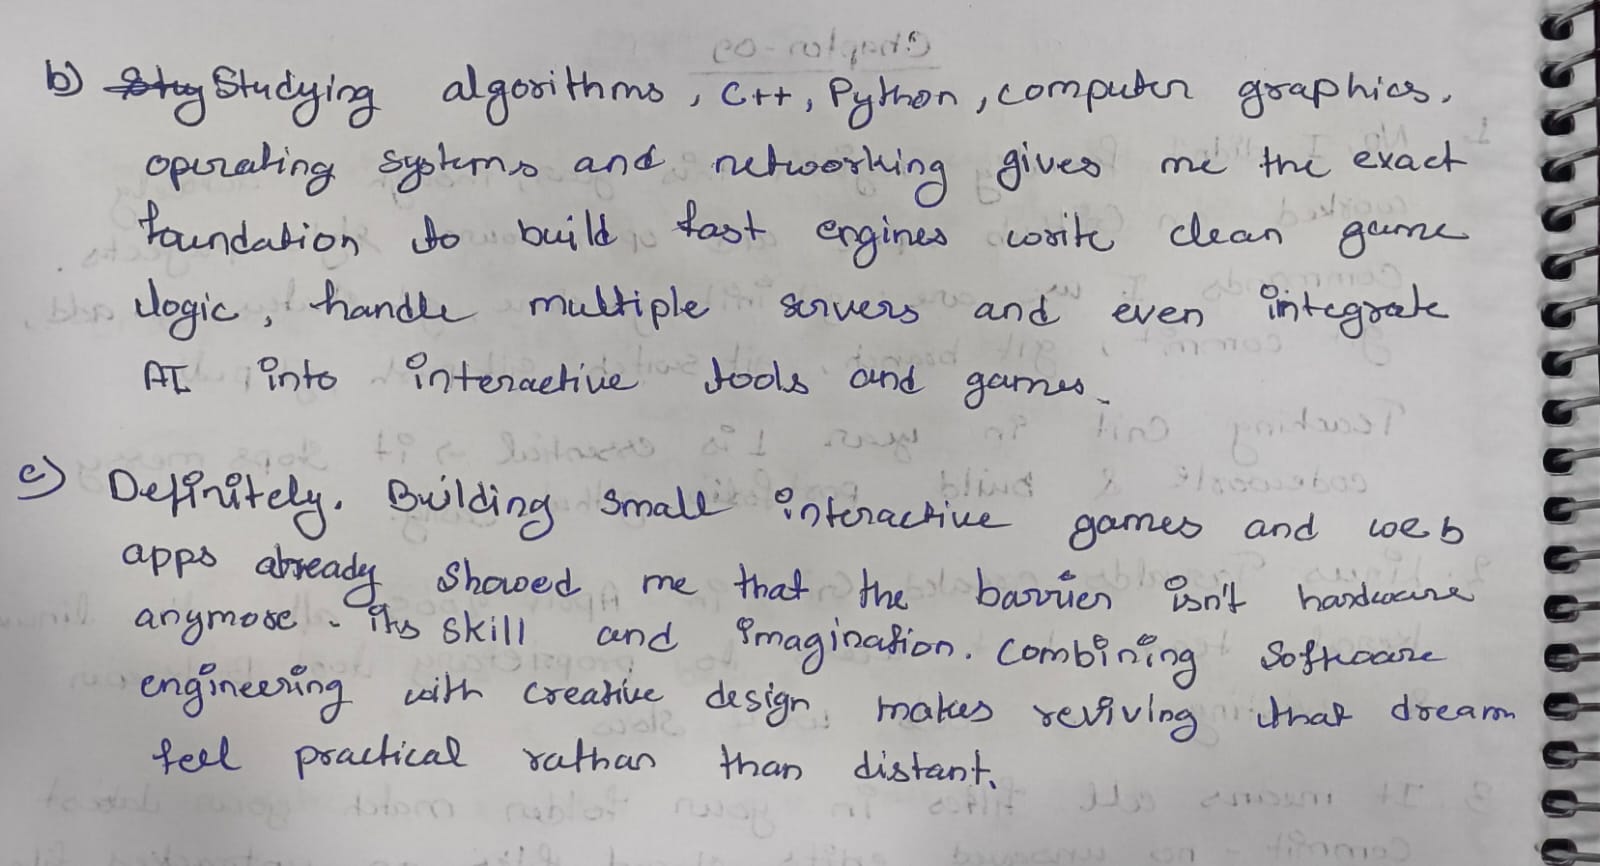 b) Studying algorithms, C++, Python, computer graphics,
operating systems and networking gives me the exact
foundation to build fast engines write clean game
logic, handle multiple servers and even integrate
AI into interactive tools and games.
c) Definitely. Building small interactive games and web
apps already showed me that the barrier isn't hardware
anymore - its skill and imagination. Combining software
engineering with creative design makes reviving that dream
feel practical rathan than distant.